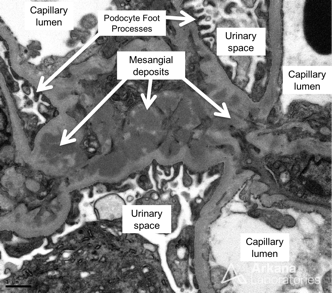 Capillary
lumen
Podocyte Foot
Processes
Urinary
space
Mesangial
deposits
Capillary
lumen
Urinary
space
Capillary
lumen
Arkana
Laboratories